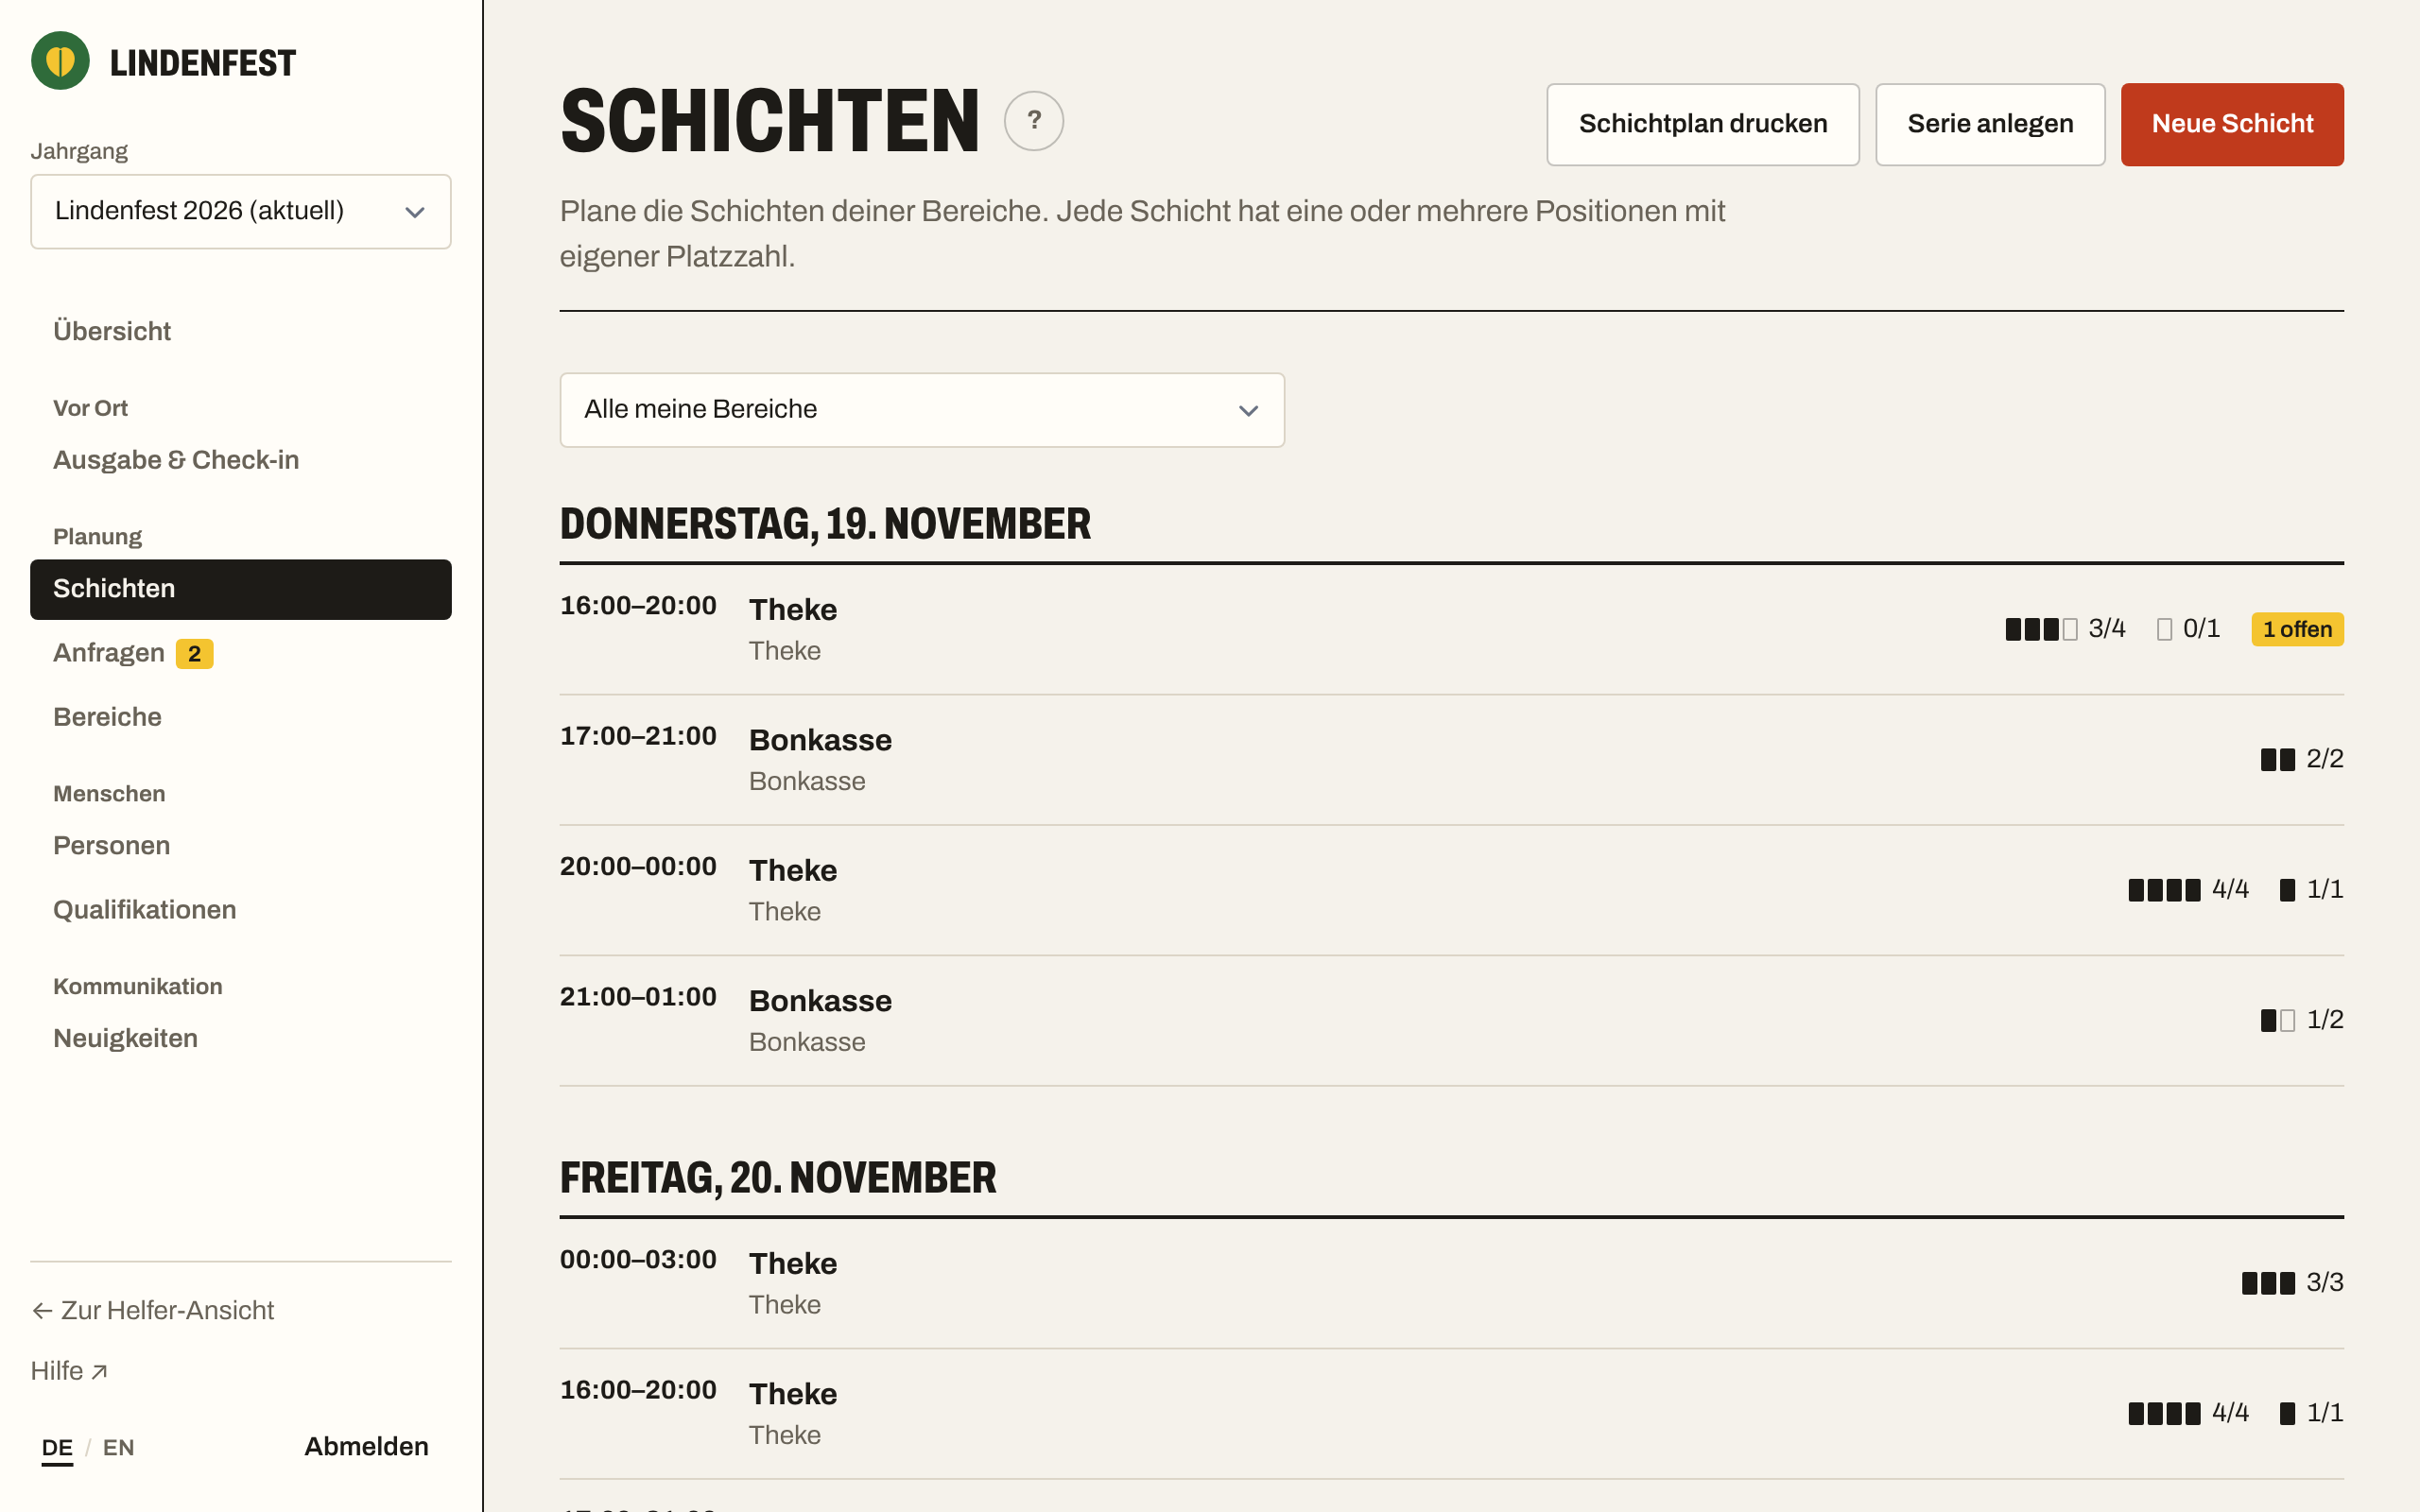 LINDENFEST
Jahrgang
Lindenfest 2026 (aktuell)
Übersicht
Vor Ort
Ausgabe & Check-in
Planung
Schichten
Anfragen 2
Bereiche
Menschen
Personen
Qualifikationen
Kommunikation
Neuigkeiten
← Zur Helfer-Ansicht
Hilfe ↗
DE / EN
Abmelden
SCHICHTEN ?
Schichtplan drucken
Serie anlegen
Neue Schicht
Plane die Schichten deiner Bereiche. Jede Schicht hat eine oder mehrere Positionen mit
eigener Platzzahl.
Alle meine Bereiche
DONNERSTAG, 19. NOVEMBER
16:00–20:00 Theke 3/4 0/1 1 offen
Theke
17:00–21:00 Bonkasse 2/2
Bonkasse
20:00–00:00 Theke 4/4 1/1
Theke
21:00–01:00 Bonkasse 1/2
Bonkasse
FREITAG, 20. NOVEMBER
00:00–03:00 Theke 3/3
Theke
16:00–20:00 Theke 4/4 1/1
Theke